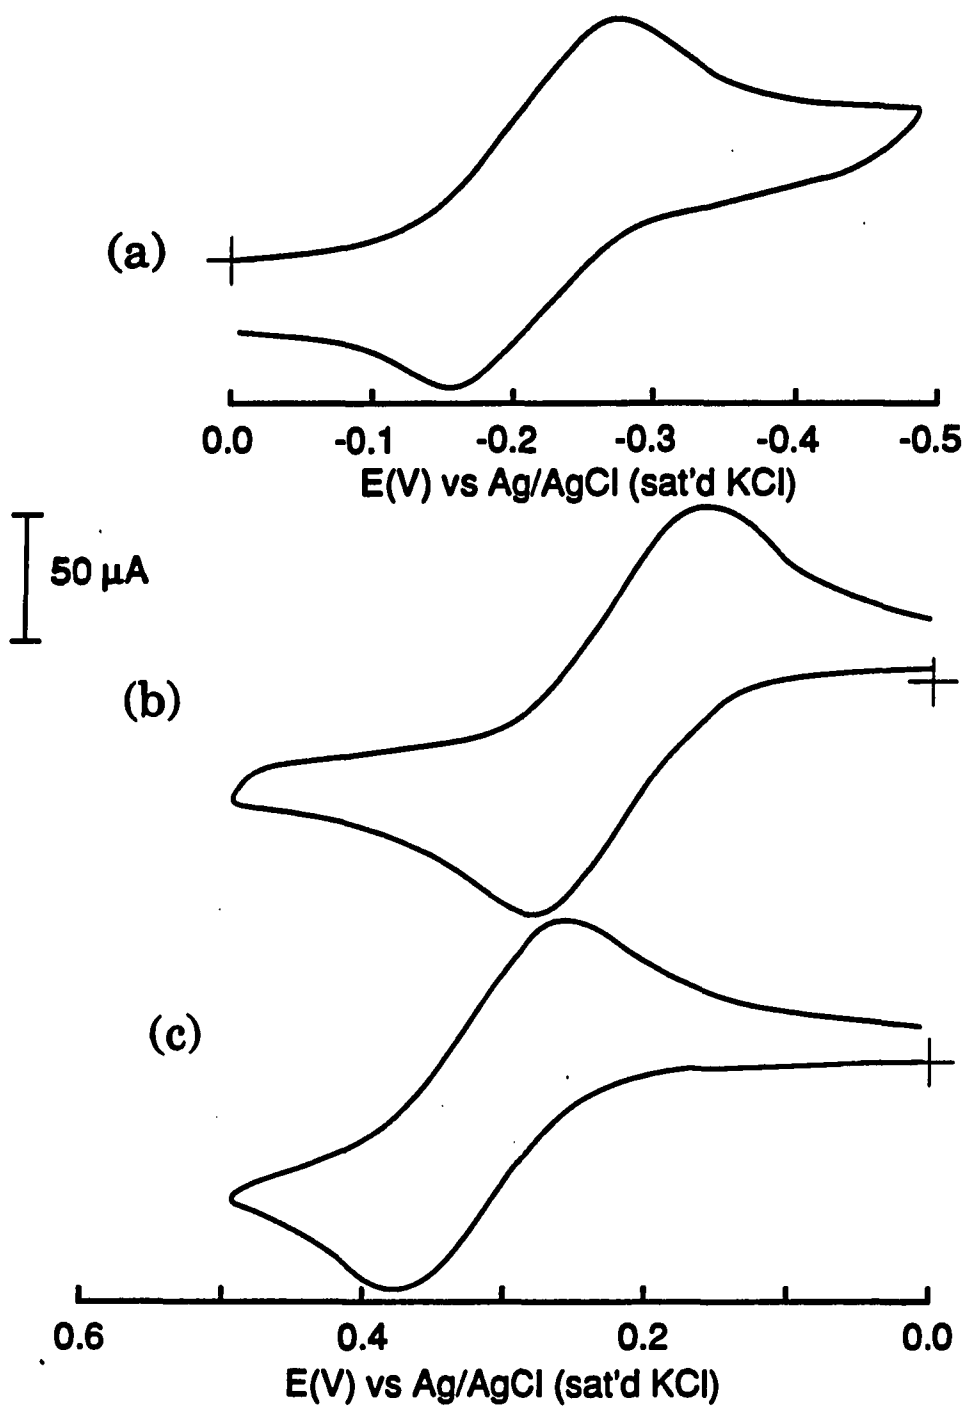 (a)
0.0 -0.1 -0.2 -0.3 -0.4 -0.5
E(V) vs Ag/AgCl (sat'd KCl)
50 μA
(b)
(c)
0.6 0.4 0.2 0.0
E(V) vs Ag/AgCl (sat'd KCl)